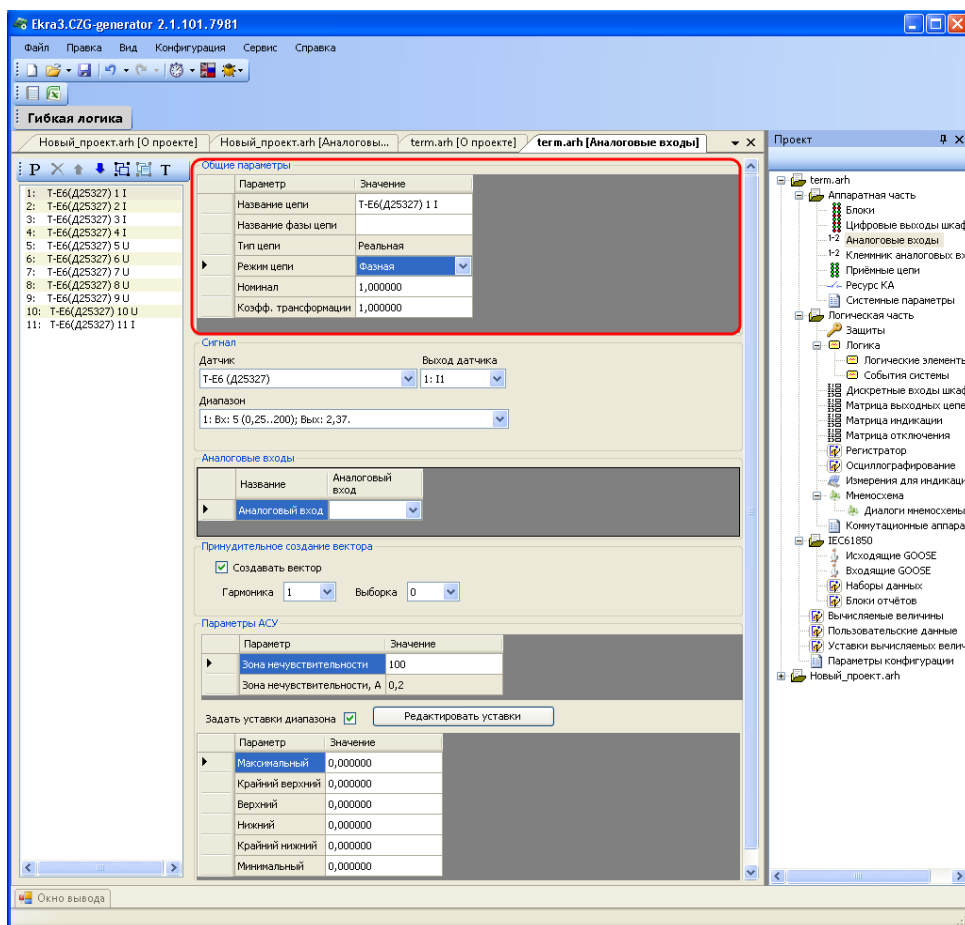 Ekra3.CZG-generator 2.1.101.7981
Файл Правка Вид Конфигурация Сервис Справка
Гибкая логика
Новый_проект.arh [О проекте] Новый_проект.arh [Аналоговы... term.arh [О проекте] term.arh [Аналоговые входы]
P T
1: Т-Е6(Д25327) 1 I
2: Т-Е6(Д25327) 2 I
3: Т-Е6(Д25327) 3 I
4: Т-Е6(Д25327) 4 I
5: Т-Е6(Д25327) 5 U
6: Т-Е6(Д25327) 6 U
7: Т-Е6(Д25327) 7 U
8: Т-Е6(Д25327) 8 U
9: Т-Е6(Д25327) 9 U
10: Т-Е6(Д25327) 10 U
11: Т-Е6(Д25327) 11 I
Общие параметры
Параметр Значение
Название цепи Т-Е6(Д25327) 1 I
Название фазы цепи
Тип цепи Реальная
Режим цепи Фазная
Номинал 1,000000
Коэфф. трансформации 1,000000
Сигнал
Датчик Выход датчика
Т-Е6 (Д25327) 1: I1
Диапазон
1: Вх: 5 (0,25..200); Вых: 2,37.
Аналоговые входы
Название Аналоговый вход
Аналоговый вход
Принудительное создание вектора
Создавать вектор
Гармоника 1 Выборка 0
Параметры АСУ
Параметр Значение
Зона нечувствительности 100
Зона нечувствительности, А 0,2
Задать уставки диапазона Редактировать уставки
Параметр Значение
Максимальный 0,000000
Крайний верхний 0,000000
Верхний 0,000000
Нижний 0,000000
Крайний нижний 0,000000
Минимальный 0,000000
Проект
term.arh
Аппаратная часть
Блоки
Цифровые выходы шкаф
1-2 Аналоговые входы
1-2 Клеммник аналоговых вх
Приёмные цепи
Ресурс КА
Системные параметры
Логическая часть
Защиты
Логика
Логические элементь
События системы
Дискретные входы шкаф
Матрица выходных цепе
Матрица индикации
Матрица отключения
Регистратор
Осциллографирование
Измерения для индикаци
Мнемосхема
Диалоги мнемосхемы
Коммутационные аппара
IEC61850
Исходящие GOOSE
Входящие GOOSE
Наборы данных
Блоки отчётов
Вычисляемые величины
Пользовательские данные
Уставки вычисляемых велич
Параметры конфигурации
Новый_проект.arh
Окно вывода